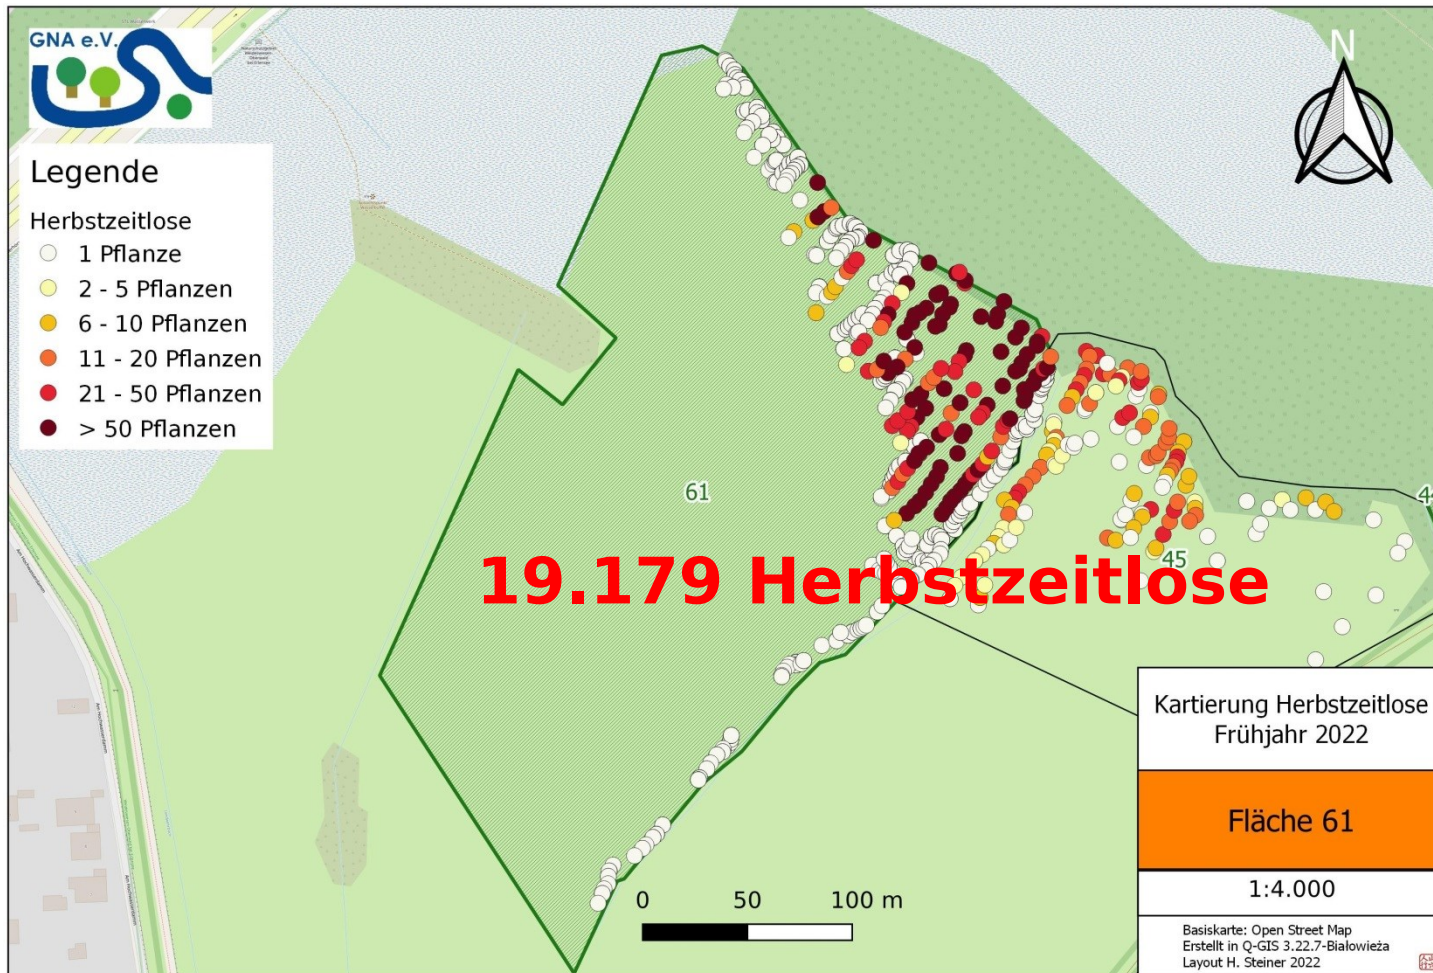 GNA e.V.
Legende
Herbstzeitlose
1 Pflanze
2 - 5 Pflanzen
6 - 10 Pflanzen
11 - 20 Pflanzen
21 - 50 Pflanzen
> 50 Pflanzen
N
61
44
45
19.179 Herbstzeitlose
0 50 100 m
Kartierung Herbstzeitlose
Frühjahr 2022
Fläche 61
1:4.000
Basiskarte: Open Street Map
Erstellt in Q-GIS 3.22.7-Białowieża
Layout H. Steiner 2022